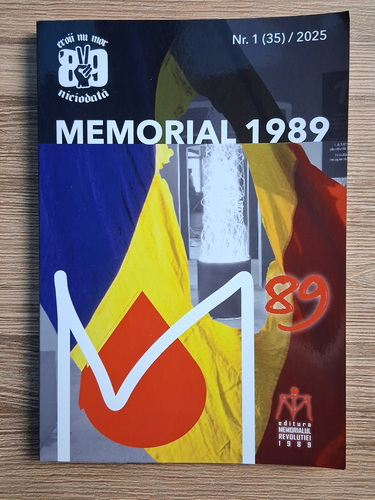 eroii nu mor
89
niciodată
Nr. 1 (35) / 2025
MEMORIAL 1989
M
89
editura
MEMORIALUL
REVOLUȚIEI
1989